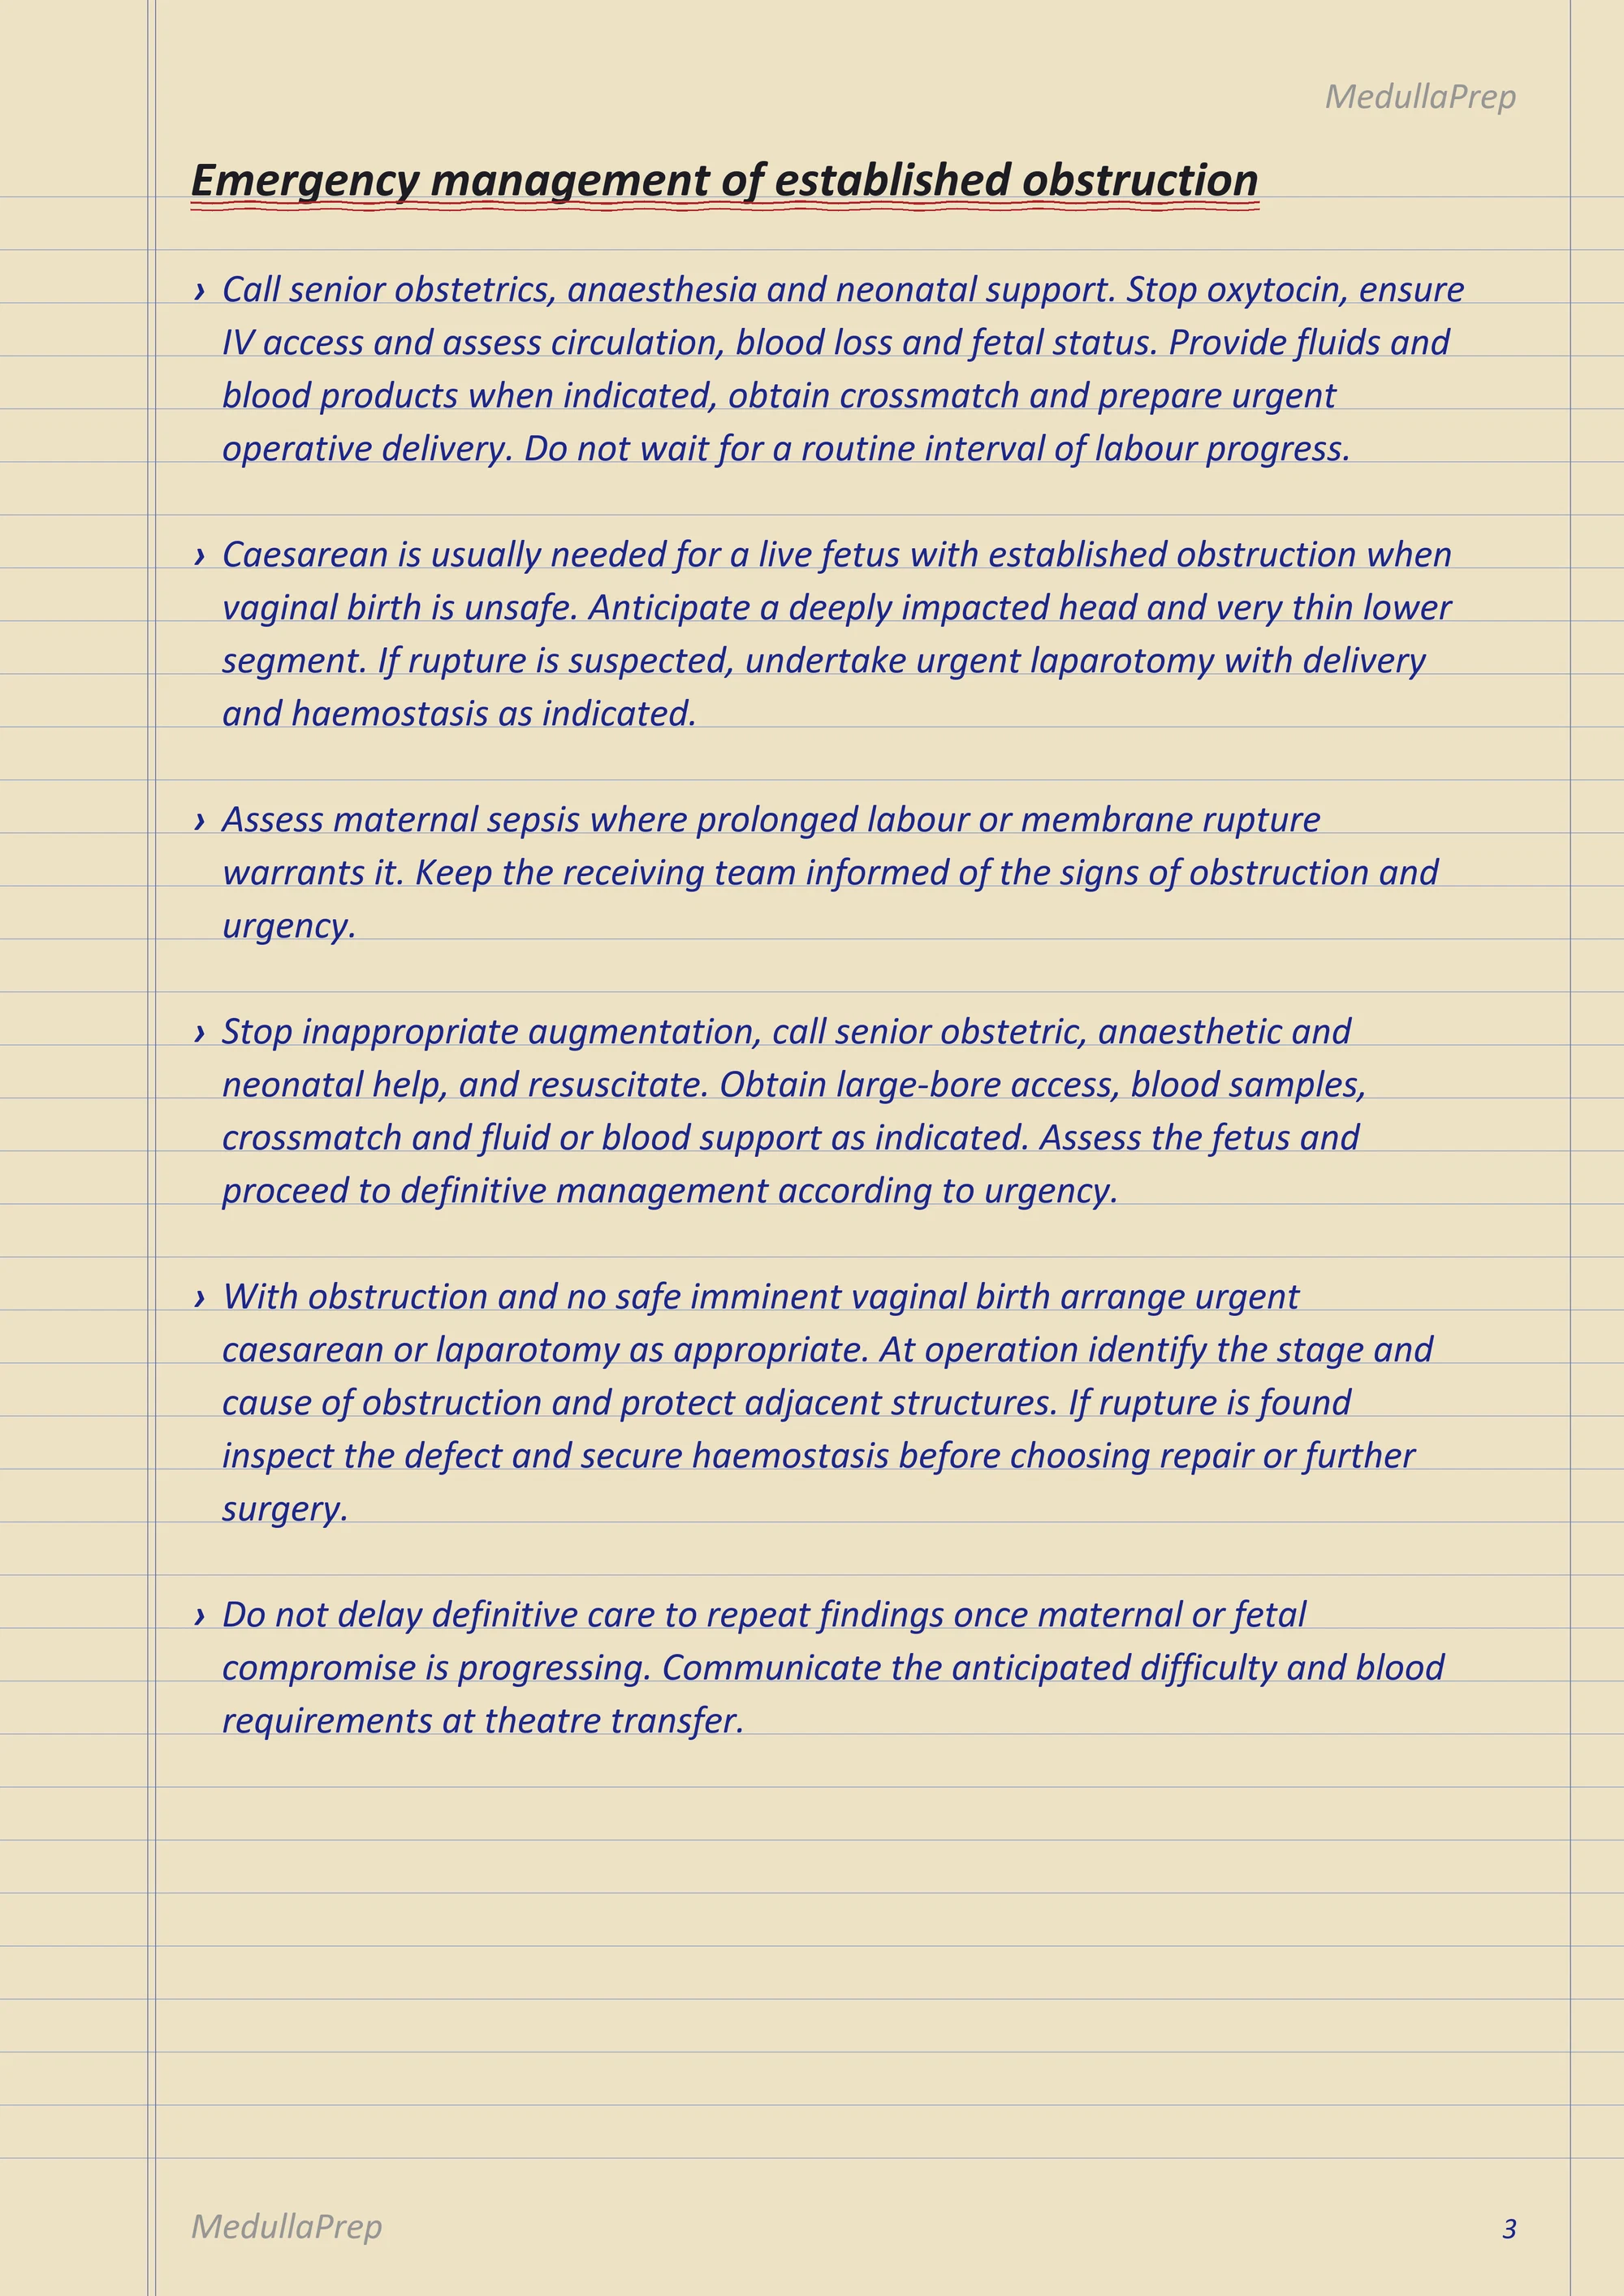 MedullaPrep
Emergency management of established obstruction
› Call senior obstetrics, anaesthesia and neonatal support. Stop oxytocin, ensure
IV access and assess circulation, blood loss and fetal status. Provide fluids and
blood products when indicated, obtain crossmatch and prepare urgent
operative delivery. Do not wait for a routine interval of labour progress.
› Caesarean is usually needed for a live fetus with established obstruction when
vaginal birth is unsafe. Anticipate a deeply impacted head and very thin lower
segment. If rupture is suspected, undertake urgent laparotomy with delivery
and haemostasis as indicated.
› Assess maternal sepsis where prolonged labour or membrane rupture
warrants it. Keep the receiving team informed of the signs of obstruction and
urgency.
› Stop inappropriate augmentation, call senior obstetric, anaesthetic and
neonatal help, and resuscitate. Obtain large-bore access, blood samples,
crossmatch and fluid or blood support as indicated. Assess the fetus and
proceed to definitive management according to urgency.
› With obstruction and no safe imminent vaginal birth arrange urgent
caesarean or laparotomy as appropriate. At operation identify the stage and
cause of obstruction and protect adjacent structures. If rupture is found
inspect the defect and secure haemostasis before choosing repair or further
surgery.
› Do not delay definitive care to repeat findings once maternal or fetal
compromise is progressing. Communicate the anticipated difficulty and blood
requirements at theatre transfer.
MedullaPrep
3